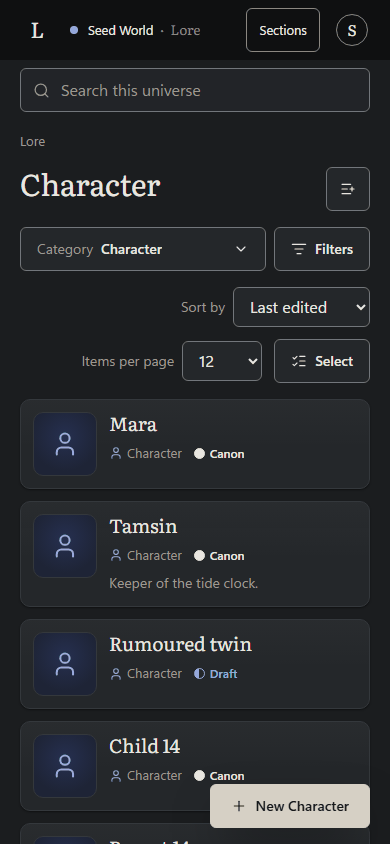 L Seed World · Lore Sections S
Search this universe
Lore
Character
Category Character Filters
Sort by Last edited
Items per page 12 Select
Mara
Character Canon
Tamsin
Character Canon
Keeper of the tide clock.
Rumoured twin
Character Draft
Child 14
Character Canon
New Character